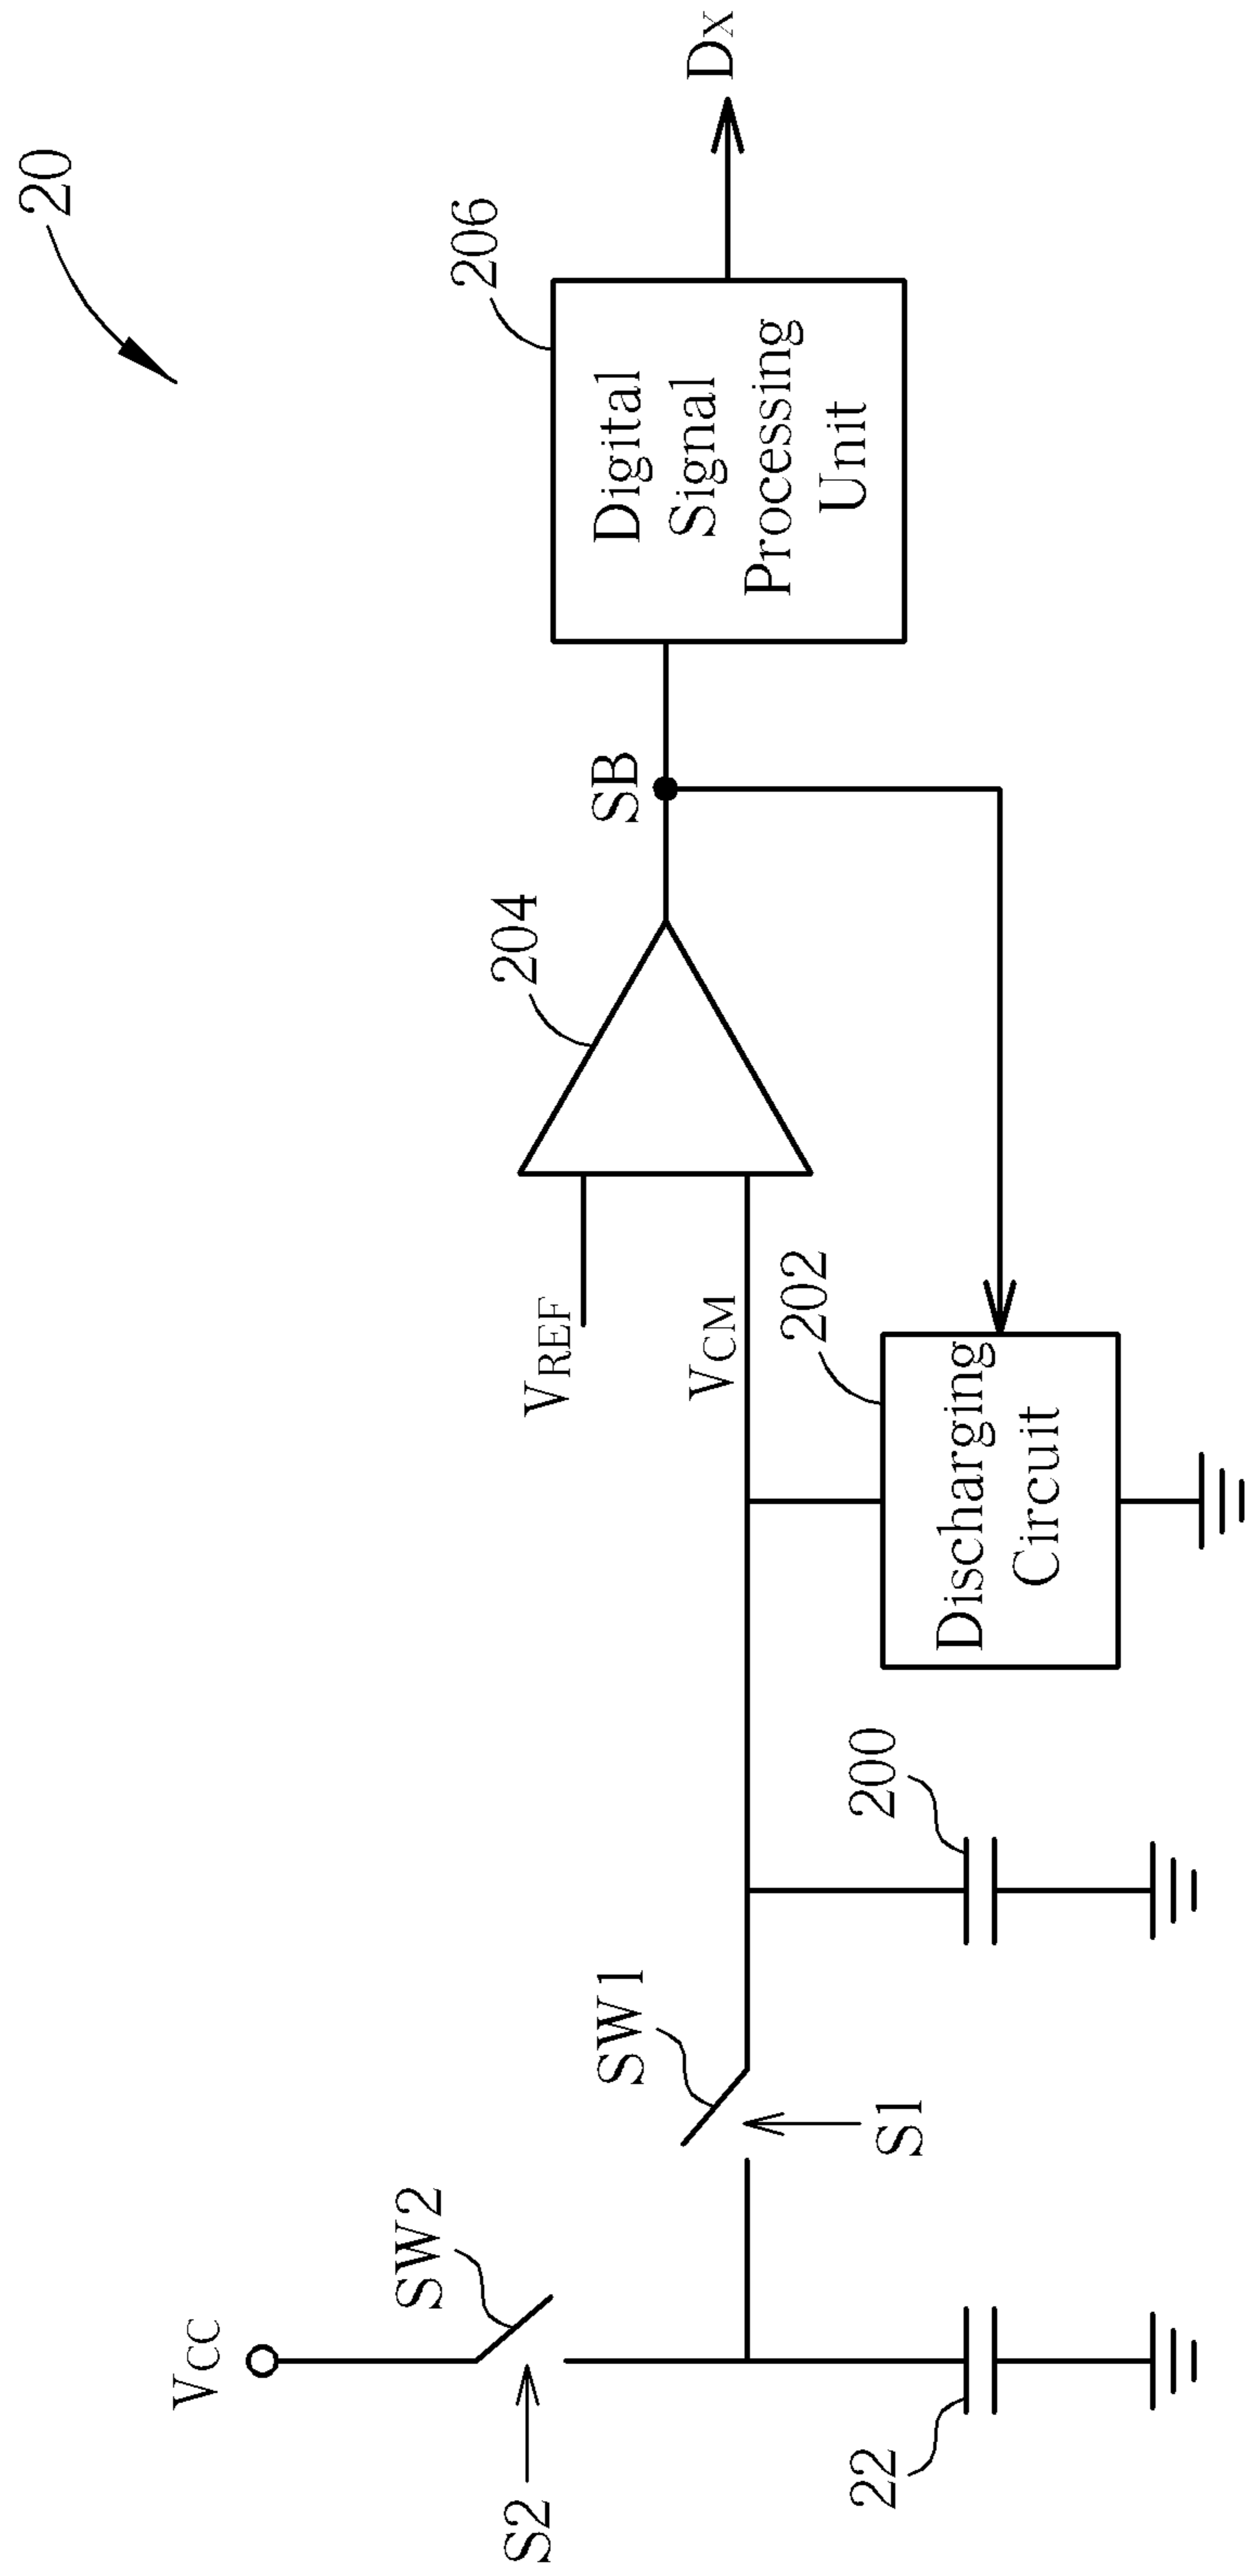 20
VCC
S2
SW2
22
SW1
S1
200
VREF
VCM
202
Discharging
Circuit
204
SB
206
Digital
Signal
Processing
Unit
DX